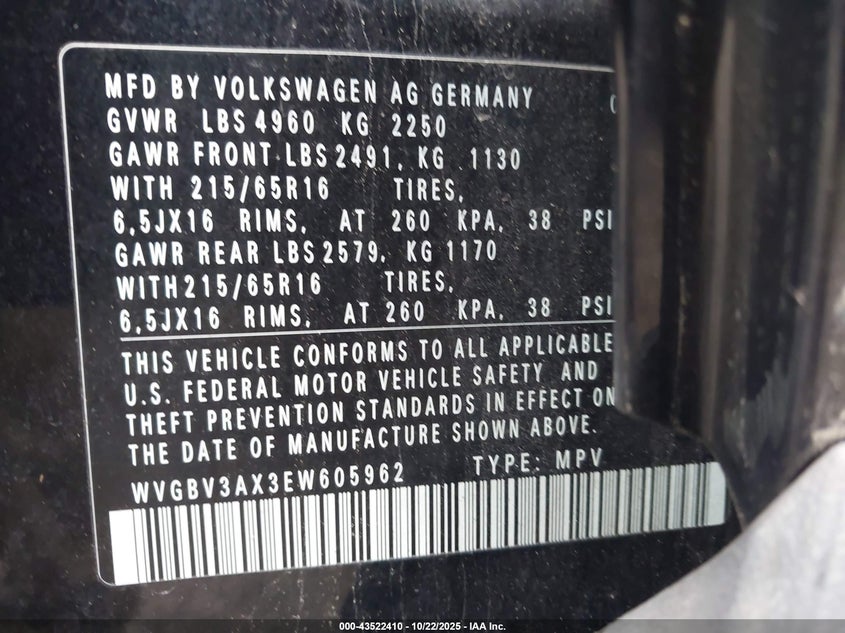 MFD BY VOLKSWAGEN AG GERMANY
GVWR LBS 4960 KG 2250
GAWR FRONT LBS 2491, KG 1130
WITH 215/65R16 TIRES,
6,5JX16 RIMS, AT 260 KPA, 38 PSI
GAWR REAR LBS 2579, KG 1170
WITH 215/65R16 TIRES,
6,5JX16 RIMS, AT 260 KPA, 38 PSI
THIS VEHICLE CONFORMS TO ALL APPLICABLE
U.S. FEDERAL MOTOR VEHICLE SAFETY AND
THEFT PREVENTION STANDARDS IN EFFECT ON
THE DATE OF MANUFACTURE SHOWN ABOVE.
WVGBV3AX3EW605962 TYPE: MPV
000-43522410 - 10/22/2025 - IAA Inc.